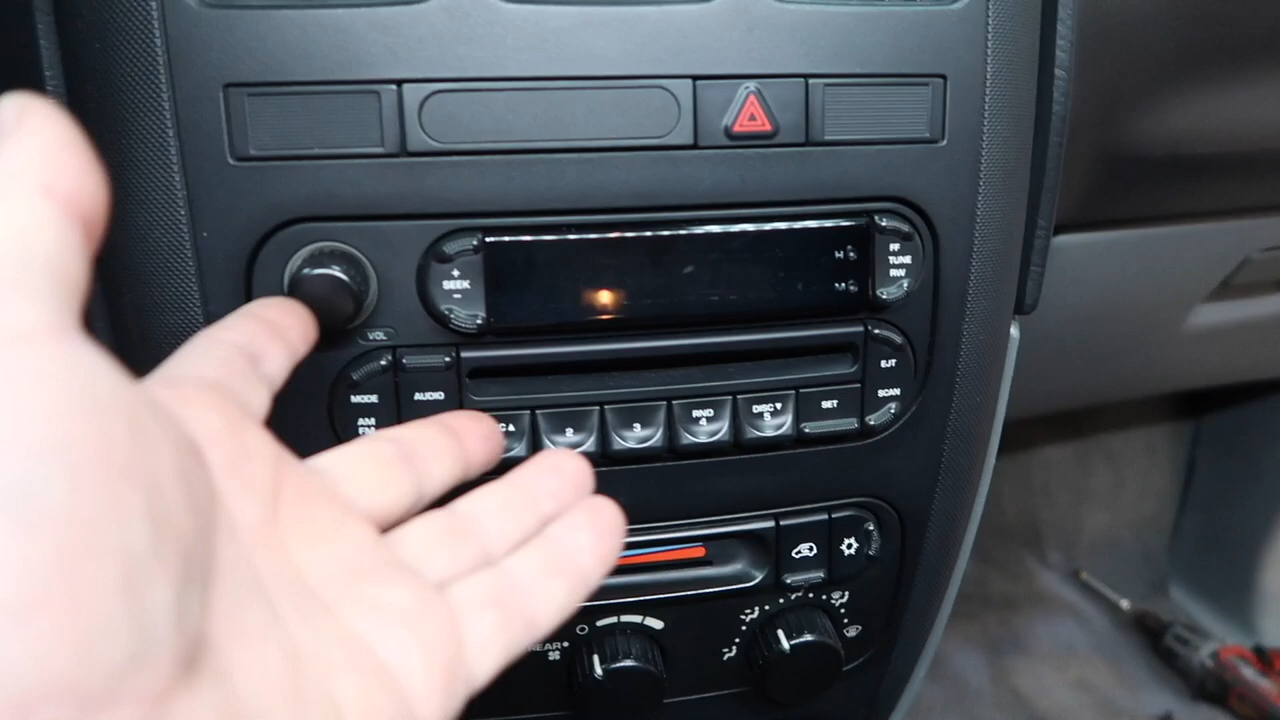 +
SEEK
-
H
M
FF
TUNE
RW
VOL
MODE
AM
FM
AUDIO
2
3
RND
4
DISC▼
5
SET
EJT
SCAN
REAR